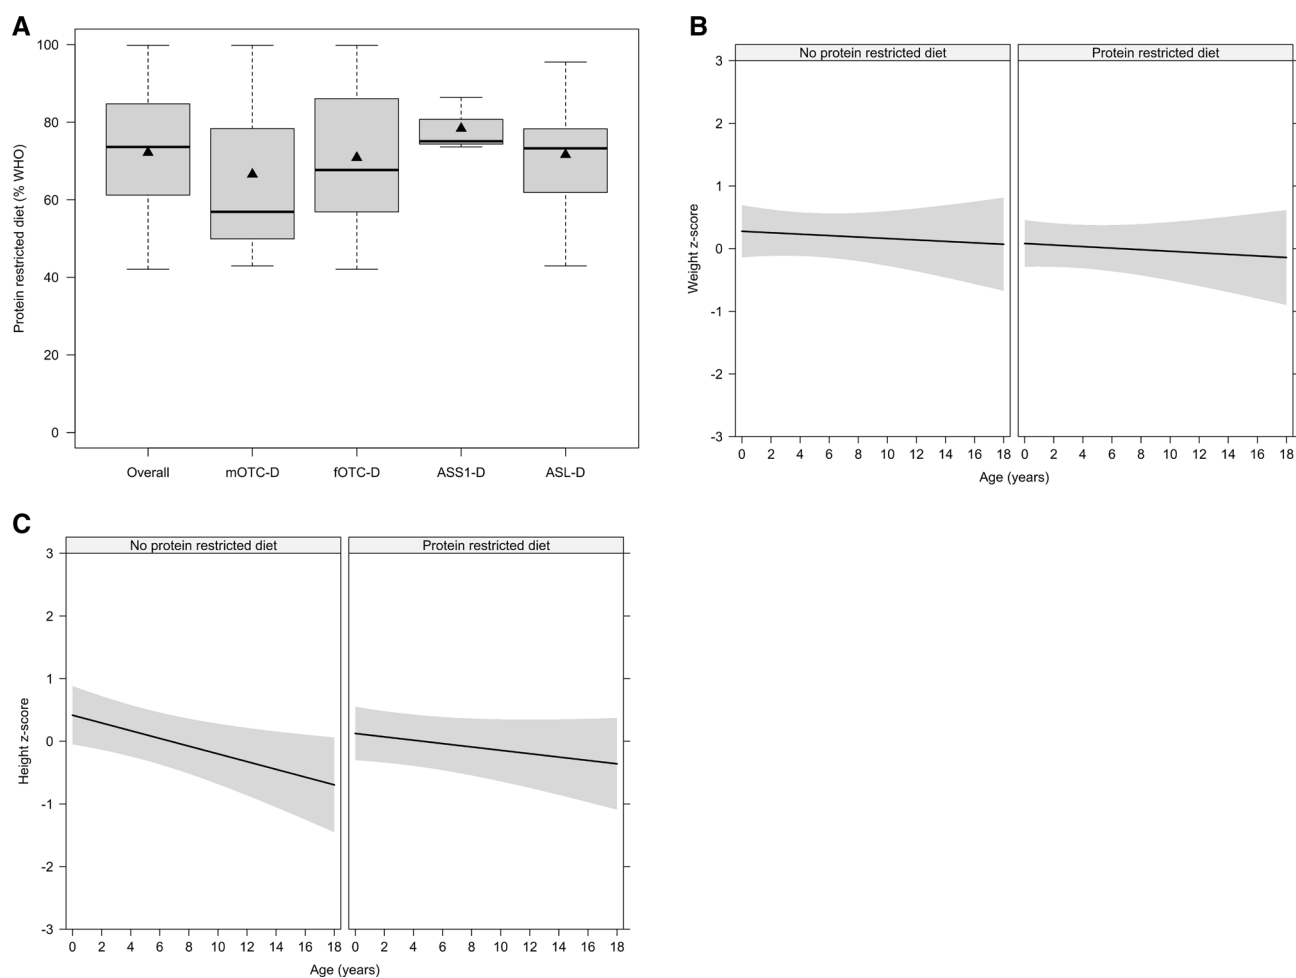 A
Protein restricted diet (% WHO)
100
80
60
40
20
0
Overall mOTC-D fOTC-D ASS1-D ASL-D
B
No protein restricted diet Protein restricted diet
Weight z-score
3
2
1
0
-1
-2
-3
0 2 4 6 8 10 12 14 16 18 0 2 4 6 8 10 12 14 16 18
Age (years)
C
No protein restricted diet Protein restricted diet
Height z-score
3
2
1
0
-1
-2
-3
0 2 4 6 8 10 12 14 16 18 0 2 4 6 8 10 12 14 16 18
Age (years)